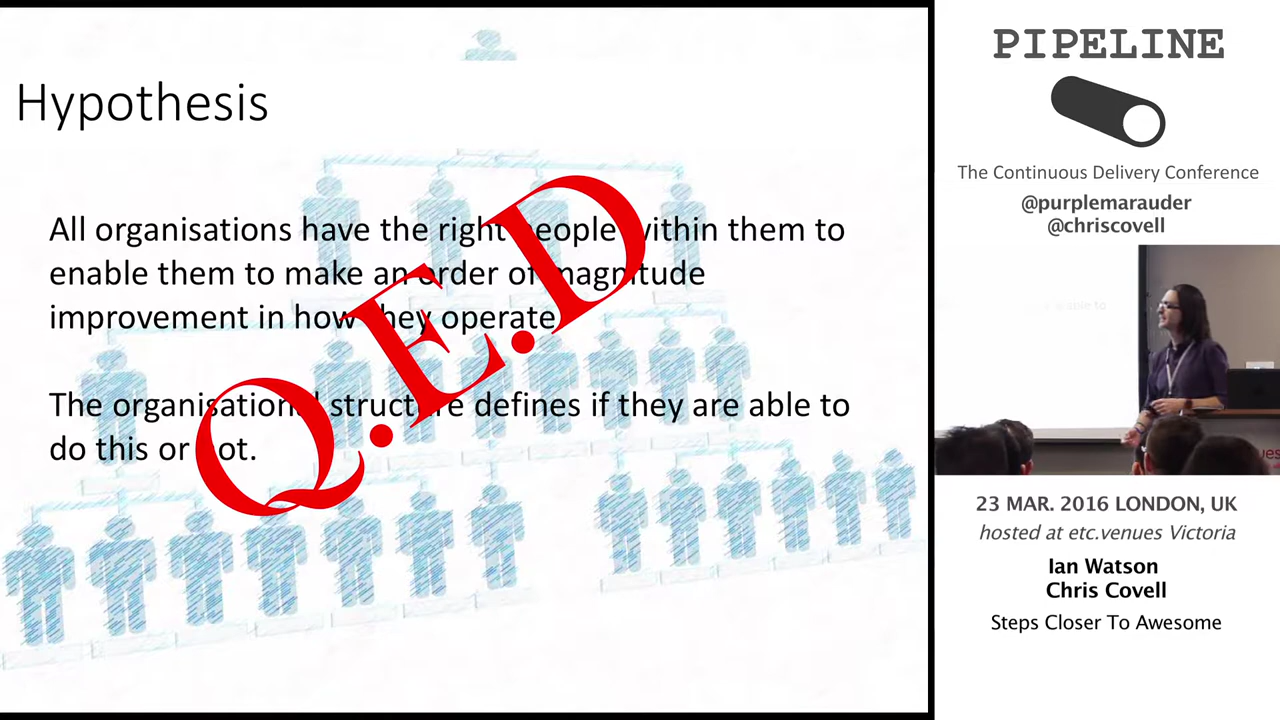 Hypothesis
All organisations have the right people within them to
enable them to make an order of magnitude
improvement in how they operate
The organisational structure defines if they are able to
do this or not.
Q.E.D
PIPELINE
The Continuous Delivery Conference
@purplemarauder
@chriscovell
23 MAR. 2016 LONDON, UK
hosted at etc.venues Victoria
Ian Watson
Chris Covell
Steps Closer To Awesome